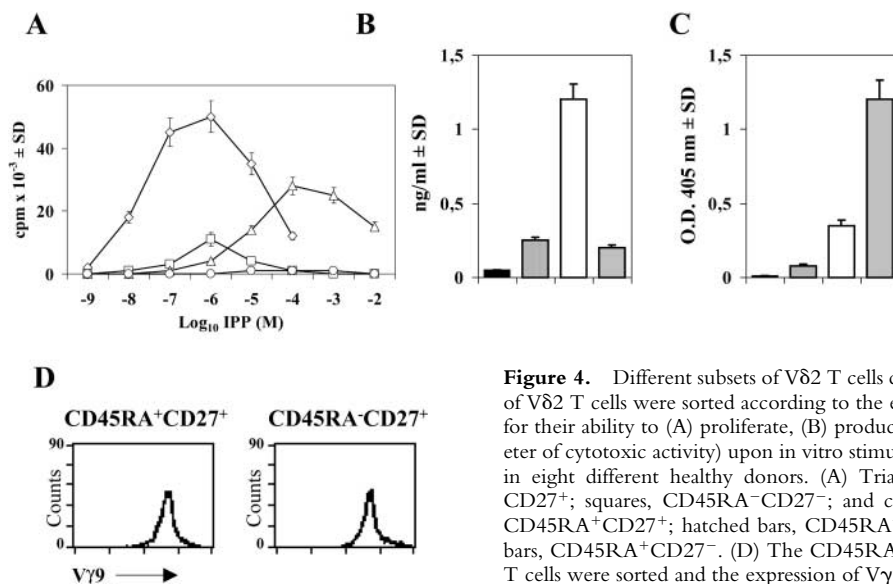 A
B
C
60
40
20
0
cpm x 10⁻³ ± SD
-9 -8 -7 -6 -5 -4 -3 -2
Log₁₀ IPP (M)
1,5
1
0,5
0
ng/ml ± SD
1,5
1
0,5
0
O.D. 405 nm ± SD
D
CD45RA⁺CD27⁺
CD45RA⁻CD27⁺
90
0
Counts
90
0
Counts
Vγ9
Figure 4. Different subsets of Vδ2 T cells
of Vδ2 T cells were sorted according to the
for their ability to (A) proliferate, (B)
eter of cytotoxic activity) upon in vitro
in eight different healthy donors. (A)
CD27⁺; squares, CD45RA⁻CD27⁻; and
CD45RA⁺CD27⁺; hatched bars, CD45RA
bars, CD45RA⁺CD27⁻. (D) The CD45RA
T cells were sorted and the expression of